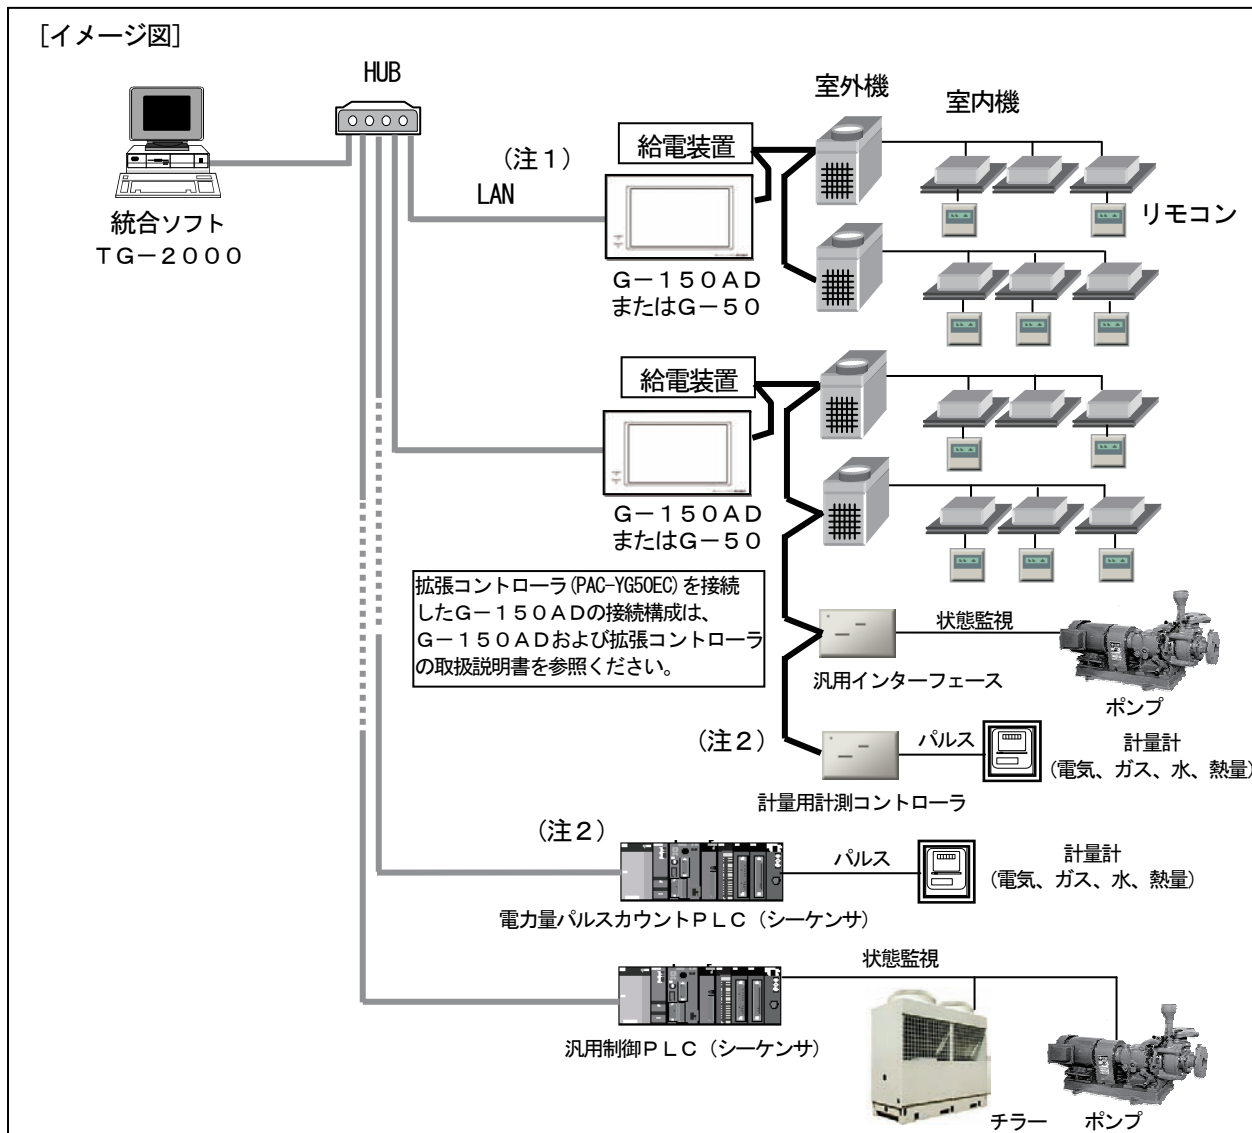 [イメージ図]
HUB
室外機
室内機
(注1)
給電装置
LAN
リモコン
統合ソフト
TG-2000
G-150AD
またはG-50
給電装置
G-150AD
またはG-50
拡張コントローラ(PAC-YG50EC)を接続
したG-150ADの接続構成は、
G-150ADおよび拡張コントローラ
の取扱説明書を参照ください。
状態監視
汎用インターフェース
ポンプ
(注2)
パルス
計量計
(電気、ガス、水、熱量)
計量用計測コントローラ
(注2)
パルス
計量計
(電気、ガス、水、熱量)
電力量パルスカウントPLC(シーケンサ)
状態監視
汎用制御PLC(シーケンサ)
チラー
ポンプ